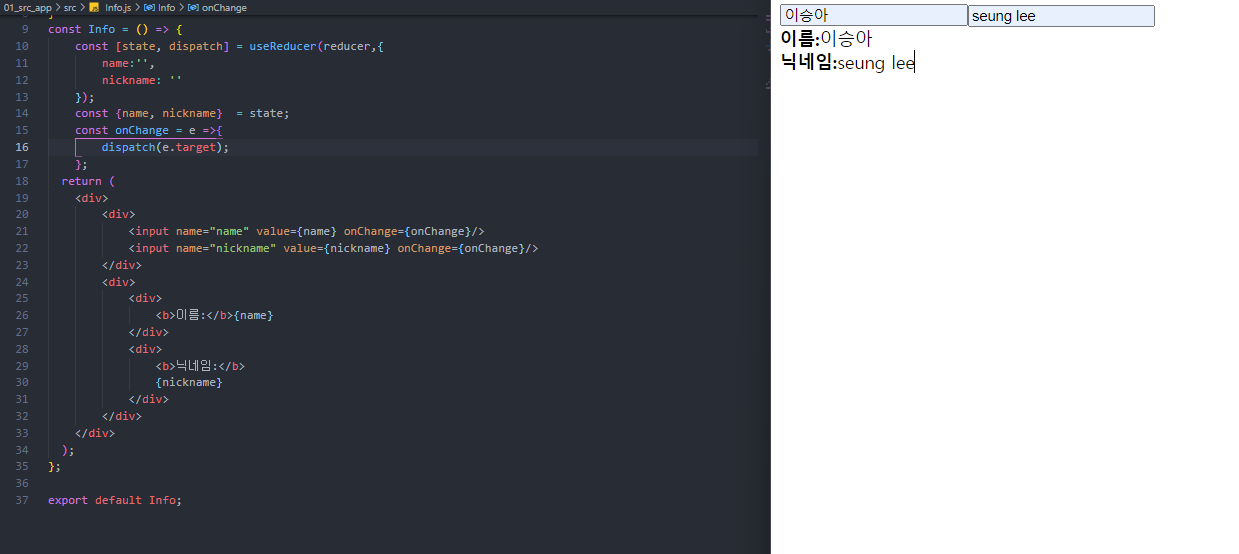 01_src_app > src > JS Info.js > Info > onChange
9 const Info = () => {
10 const [state, dispatch] = useReducer(reducer,{
11 name:'',
12 nickname: ''
13 });
14 const {name, nickname}  = state;
15 const onChange = e =>{
16 dispatch(e.target);
17 };
18 return (
19 <div>
20 <div>
21 <input name="name" value={name} onChange={onChange}/>
22 <input name="nickname" value={nickname} onChange={onChange}/>
23 </div>
24 <div>
25 <div>
26 <b>이름:</b>{name}
27 </div>
28 <div>
29 <b>닉네임:</b>
30 {nickname}
31 </div>
32 </div>
33 </div>
34 );
35 };
36
37 export default Info;
이승아 seung lee
이름:이승아
닉네임:seung lee